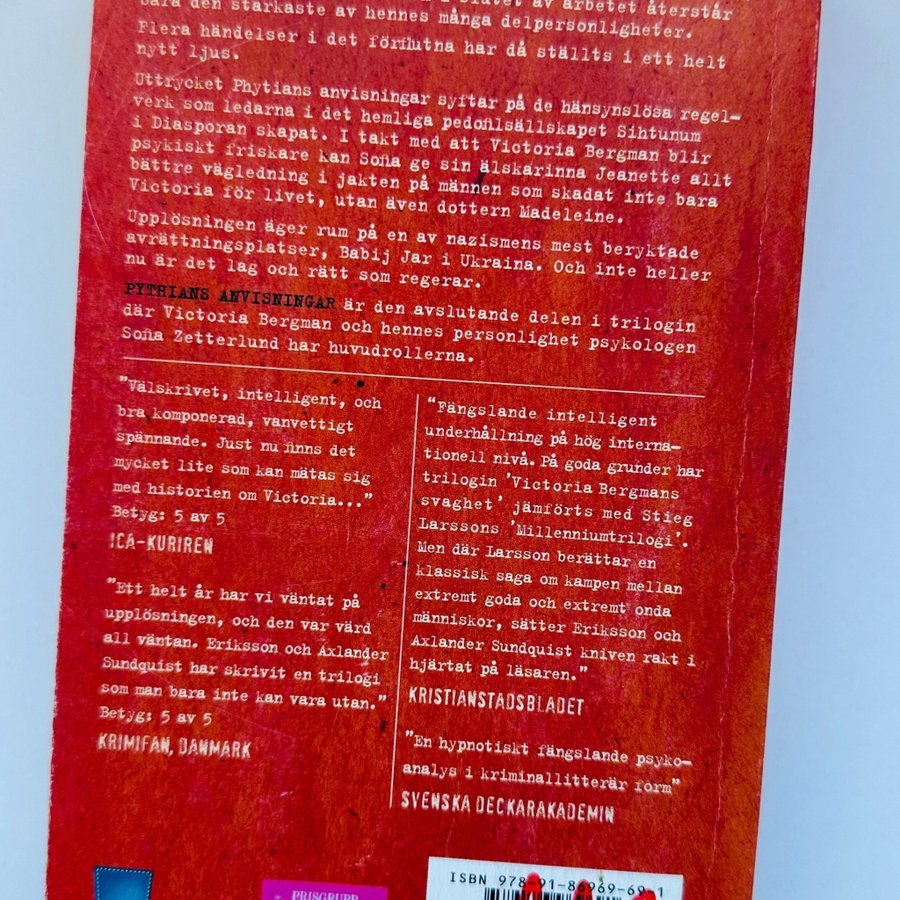 bara den starkaste av hennes många delpersonligheter.
Flera händelser i det förflutna har då ställts i ett helt
nytt ljus.
Uttrycket Phytians anvisningar syftar på de hänsynslösa regel-
verk som ledarna i det hemliga pedofilsällskapet Sihtunum
i Diasporan skapat. I takt med att Victoria Bergman blir
psykiskt friskare kan Sofia ge sin älskarinna Jeanette allt
bättre vägledning i jakten på männen som skadat inte bara
Victoria för livet, utan även dottern Madeleine.
Upplösningen äger rum på en av nazismens mest beryktade
avrättningsplatser, Babij Jar i Ukraina. Och inte heller
nu är det lag och rätt som regerar.
PYTHIANS ANVISNINGAR är den avslutande delen i trilogin
där Victoria Bergman och hennes personlighet psykologen
Sofia Zetterlund har huvudrollerna.
"Välskrivet, intelligent, och
bra komponerad, vanvettigt
spännande. Just nu finns det
mycket lite som kan mätas sig
med historien om Victoria..."
Betyg: 5 av 5
ICA-KURIREN
"Ett helt år har vi väntat på
upplösningen, och den var värd
all väntan. Eriksson och Axlander
Sundquist har skrivit en trilogi
som man bara inte kan vara utan."
Betyg: 5 av 5
KRIMIFAN, DANMARK
"Fängslande intelligent
underhållning på hög interna-
tionell nivå. På goda grunder har
trilogin 'Victoria Bergmans
svaghet' jämförts med Stieg
Larssons 'Millenniumtrilogi'.
Men där Larsson berättar en
klassisk saga om kampen mellan
extremt goda och extremt onda
människor, sätter Eriksson och
Axlander Sundquist kniven rakt i
hjärtat på läsaren."
KRISTIANSTADSBLADET
"En hypnotiskt fängslande psyko-
analys i kriminallitterär form"
SVENSKA DECKARAKADEMIN
PRISGRUPP
ISBN 978-91-86969-69-1